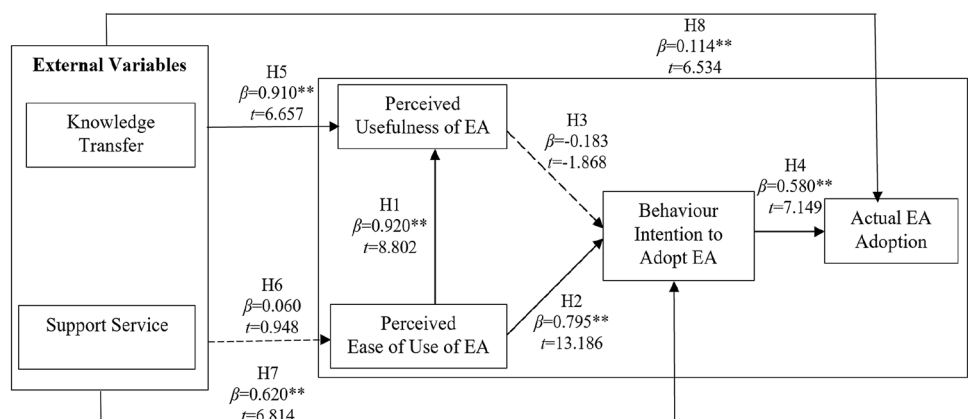 H8
β=0.114**
t=6.534
External Variables
H5
β=0.910**
t=6.657
Knowledge
Transfer
Perceived
Usefulness of EA
H3
β=-0.183
t=-1.868
H4
β=0.580**
t=7.149
H1
β=0.920**
t=8.802
Behaviour
Intention to
Adopt EA
Actual EA
Adoption
H6
β=0.060
t=0.948
Support Service
Perceived
Ease of Use of EA
H2
β=0.795**
t=13.186
H7
β=0.620**
t=6.814